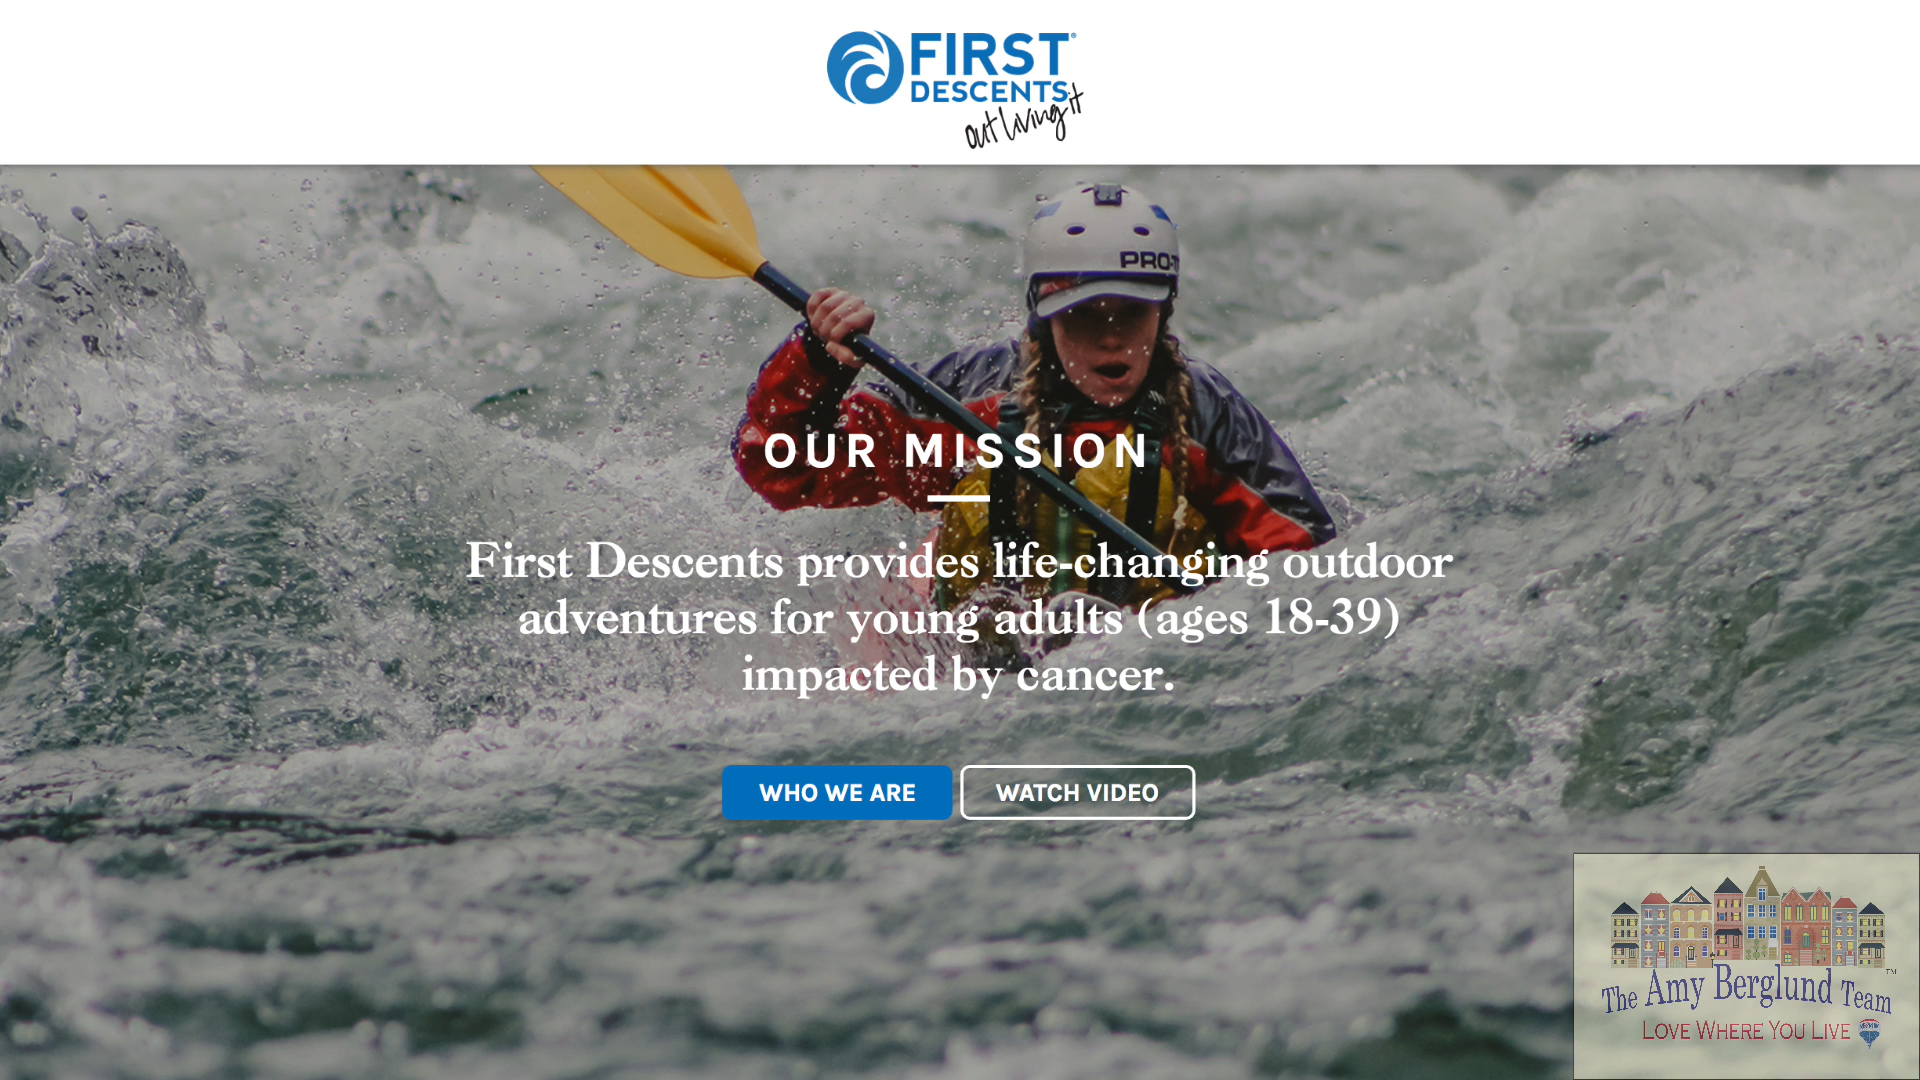 FIRST®
DESCENTS
out living it
PRO-T
OUR MISSION
First Descents provides life-changing outdoor
adventures for young adults (ages 18-39)
impacted by cancer.
WHO WE ARE
WATCH VIDEO
The Amy Berglund Team™
LOVE WHERE YOU LIVE